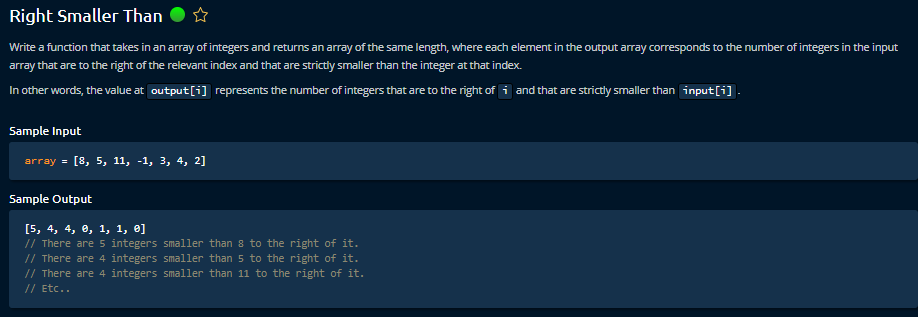 Right Smaller Than
Write a function that takes in an array of integers and returns an array of the same length, where each element in the output array corresponds to the number of integers in the input
array that are to the right of the relevant index and that are strictly smaller than the integer at that index.
In other words, the value at output[i] represents the number of integers that are to the right of i and that are strictly smaller than input[i] .
Sample Input
array = [8, 5, 11, -1, 3, 4, 2]
Sample Output
[5, 4, 4, 0, 1, 1, 0]
// There are 5 integers smaller than 8 to the right of it.
// There are 4 integers smaller than 5 to the right of it.
// There are 4 integers smaller than 11 to the right of it.
// Etc..